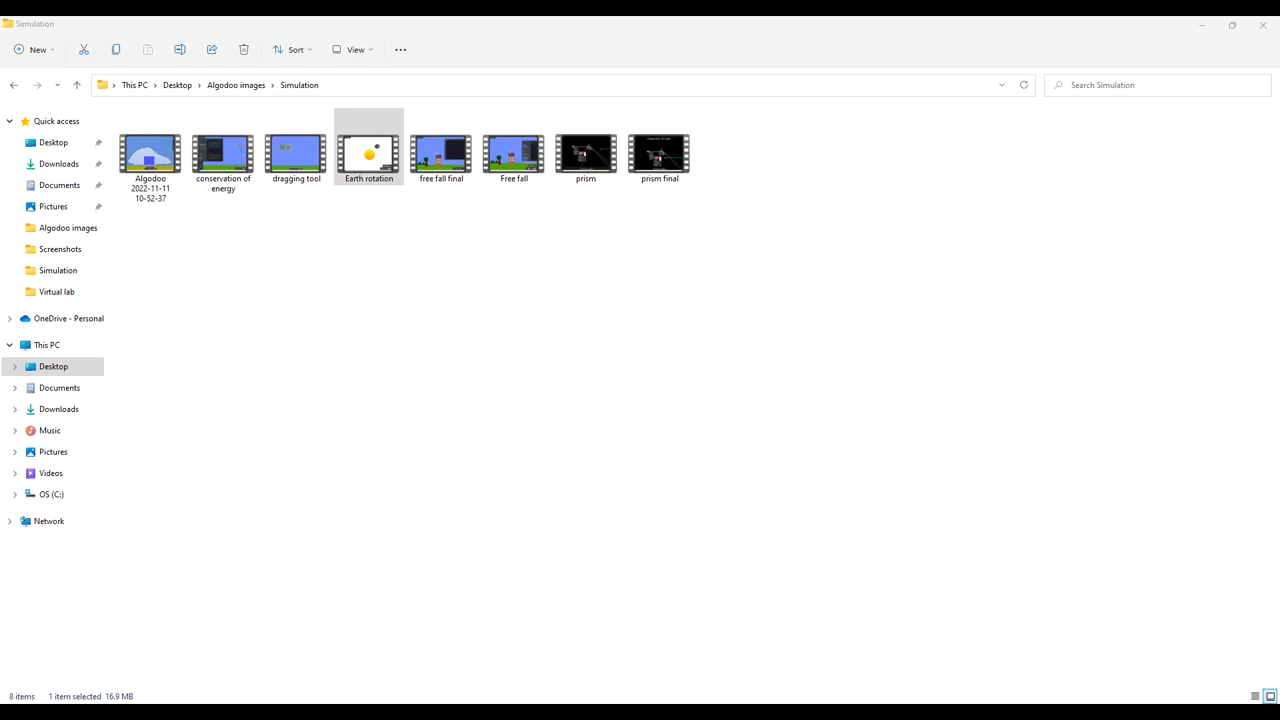 Simulation
New
Sort
View
This PC
Desktop
Algodoo images
Simulation
Search Simulation
Quick access
Desktop
Downloads
Documents
Pictures
Algodoo images
Screenshots
Simulation
Virtual lab
OneDrive - Personal
This PC
Desktop
Documents
Downloads
Music
Pictures
Videos
OS (C:)
Network
Algodoo
2022-11-11
10-52-37
conservation of
energy
dragging tool
Earth rotation
free fall final
Free fall
prism
prism final
8 items
1 item selected 16.9 MB